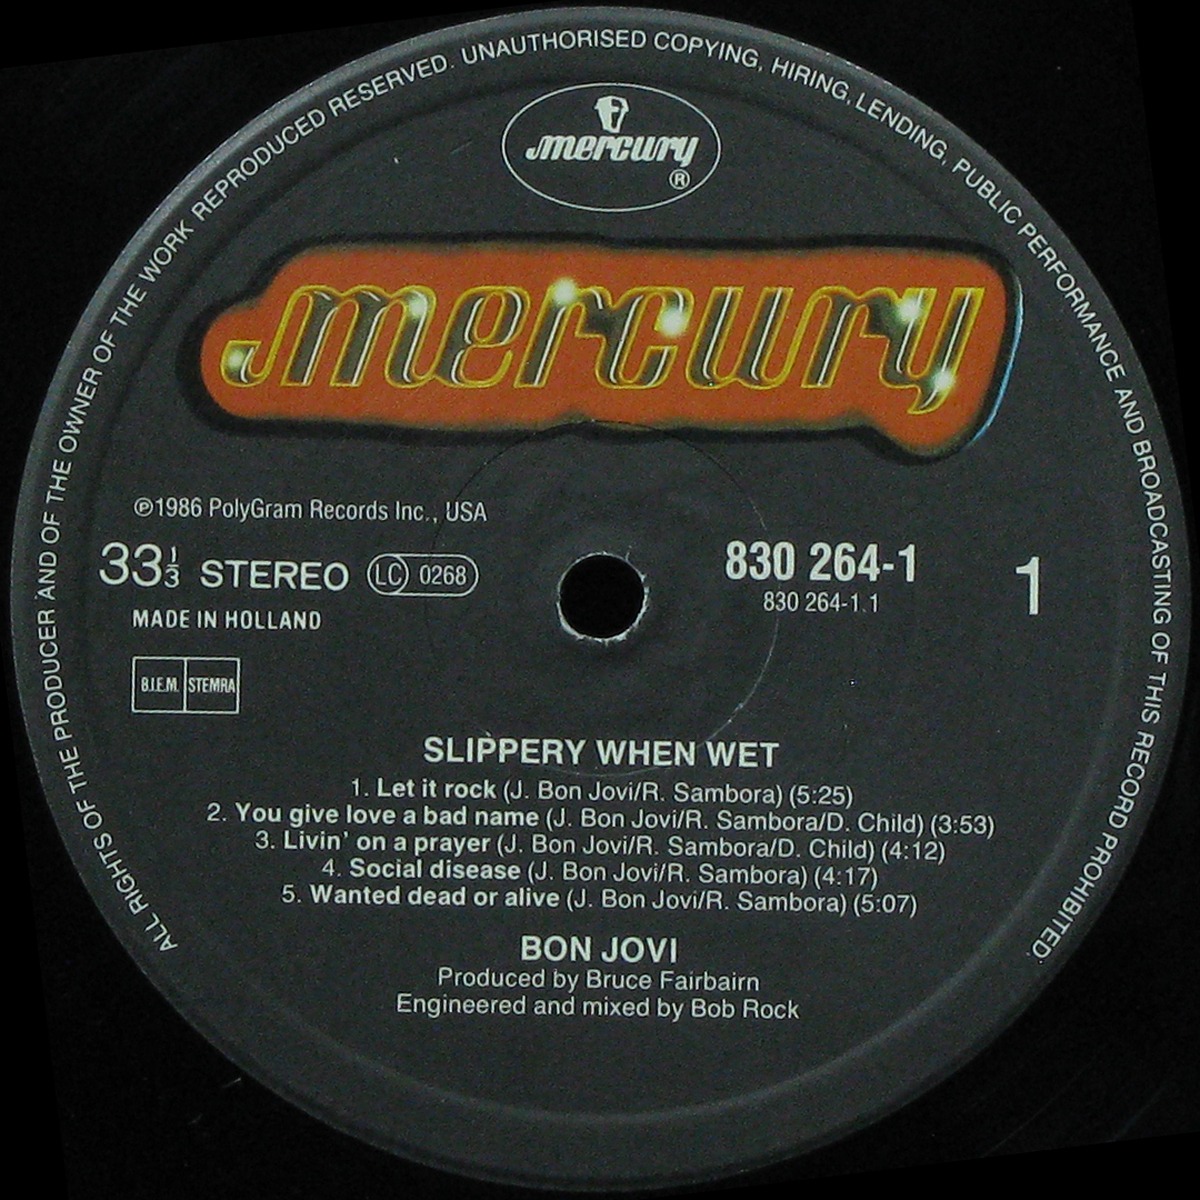 ALL RIGHTS OF THE PRODUCER AND OF THE OWNER OF THE WORK REPRODUCED RESERVED. UNAUTHORISED COPYING, HIRING, LENDING, PUBLIC PERFORMANCE AND BROADCASTING OF THIS RECORD PROHIBITED.
mercury
®
mercury
℗1986 PolyGram Records Inc., USA
33⅓ STEREO LC 0268
MADE IN HOLLAND
B.I.E.M. STEMRA
830 264-1
830 264-1.1
1
SLIPPERY WHEN WET
1. Let it rock (J. Bon Jovi/R. Sambora) (5:25)
2. You give love a bad name (J. Bon Jovi/R. Sambora/D. Child) (3:53)
3. Livin' on a prayer (J. Bon Jovi/R. Sambora/D. Child) (4:12)
4. Social disease (J. Bon Jovi/R. Sambora) (4:17)
5. Wanted dead or alive (J. Bon Jovi/R. Sambora) (5:07)
BON JOVI
Produced by Bruce Fairbairn
Engineered and mixed by Bob Rock